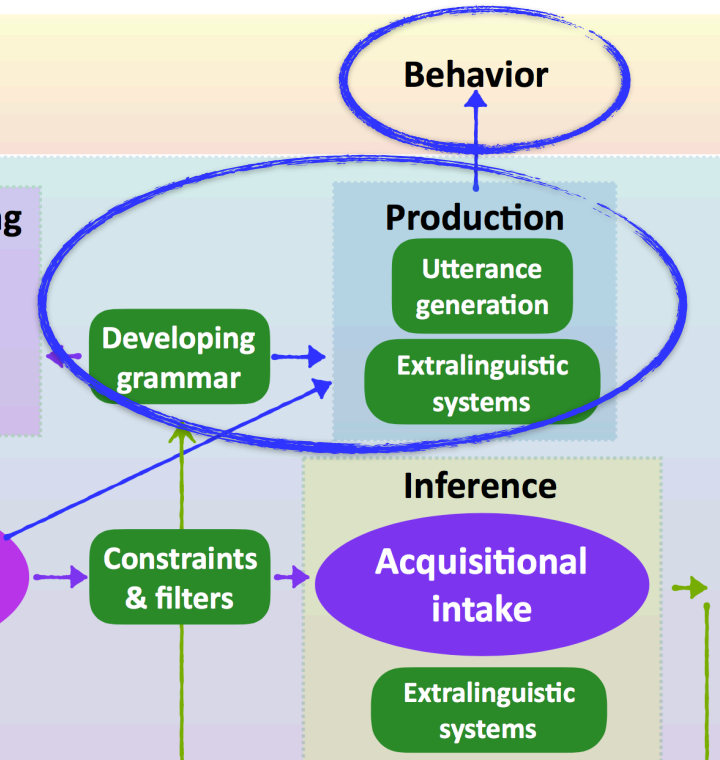 Behavior
Production
Utterance
generation
Developing
grammar
Extralinguistic
systems
Inference
Constraints
& filters
Acquisitional
intake
Extralinguistic
systems